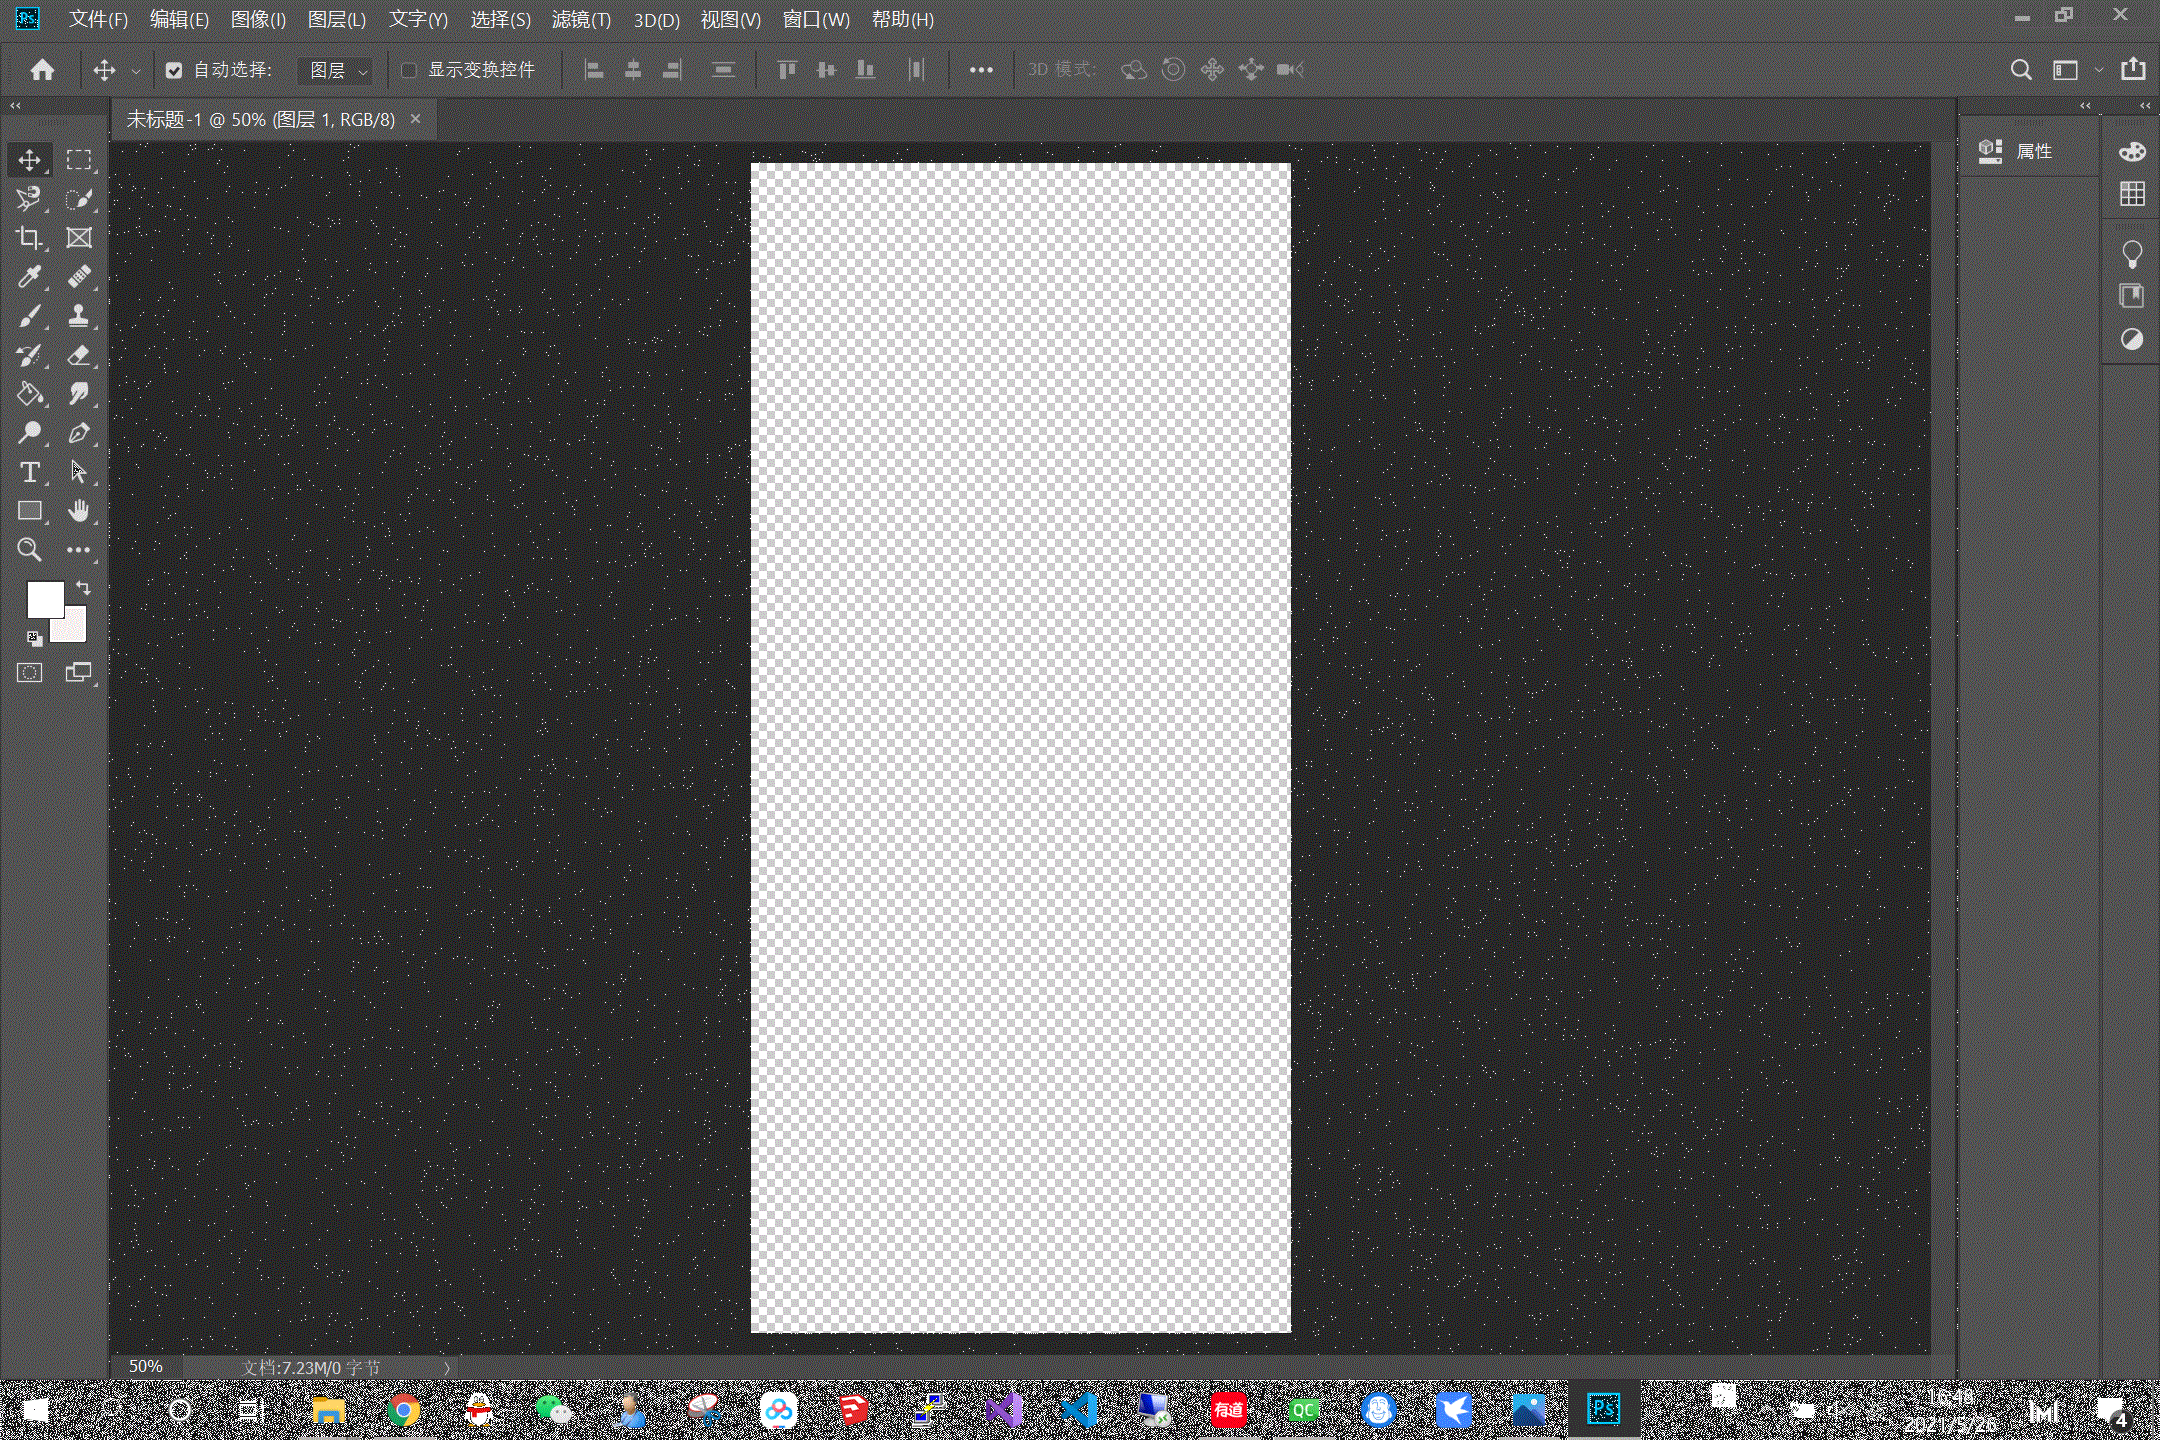 Ps 文件(F) 编辑(E) 图像(I) 图层(L) 文字(Y) 选择(S) 滤镜(T) 3D(D) 视图(V) 窗口(W) 帮助(H)
自动选择: 图层 显示变换控件 3D 模式:
未标题-1 @ 50% (图层 1, RGB/8) ×
属性
T
50% 文档:7.23M/0 字节
有道 QC Ps
16:48
2021/5/26
4